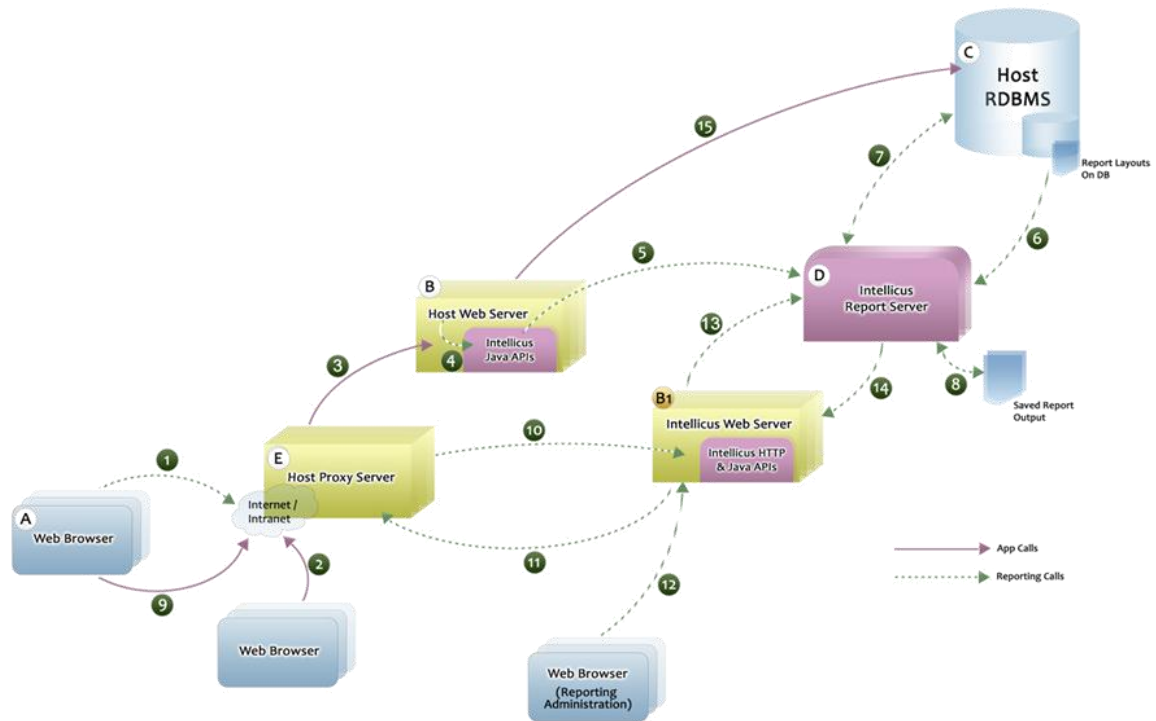 C
Host
RDBMS
15
7
Report Layouts
On DB
6
5
D
Intellicus
Report Server
B
Host Web Server
Intellicus
Java APIs
4
13
3
14
8
Saved Report
Output
B1
Intellicus Web Server
Intellicus HTTP
& Java APIs
10
E
Host Proxy Server
1
Internet /
Intranet
A
Web Browser
2
11
12
9
App Calls
Reporting Calls
Web Browser
Web Browser
(Reporting
Administration)